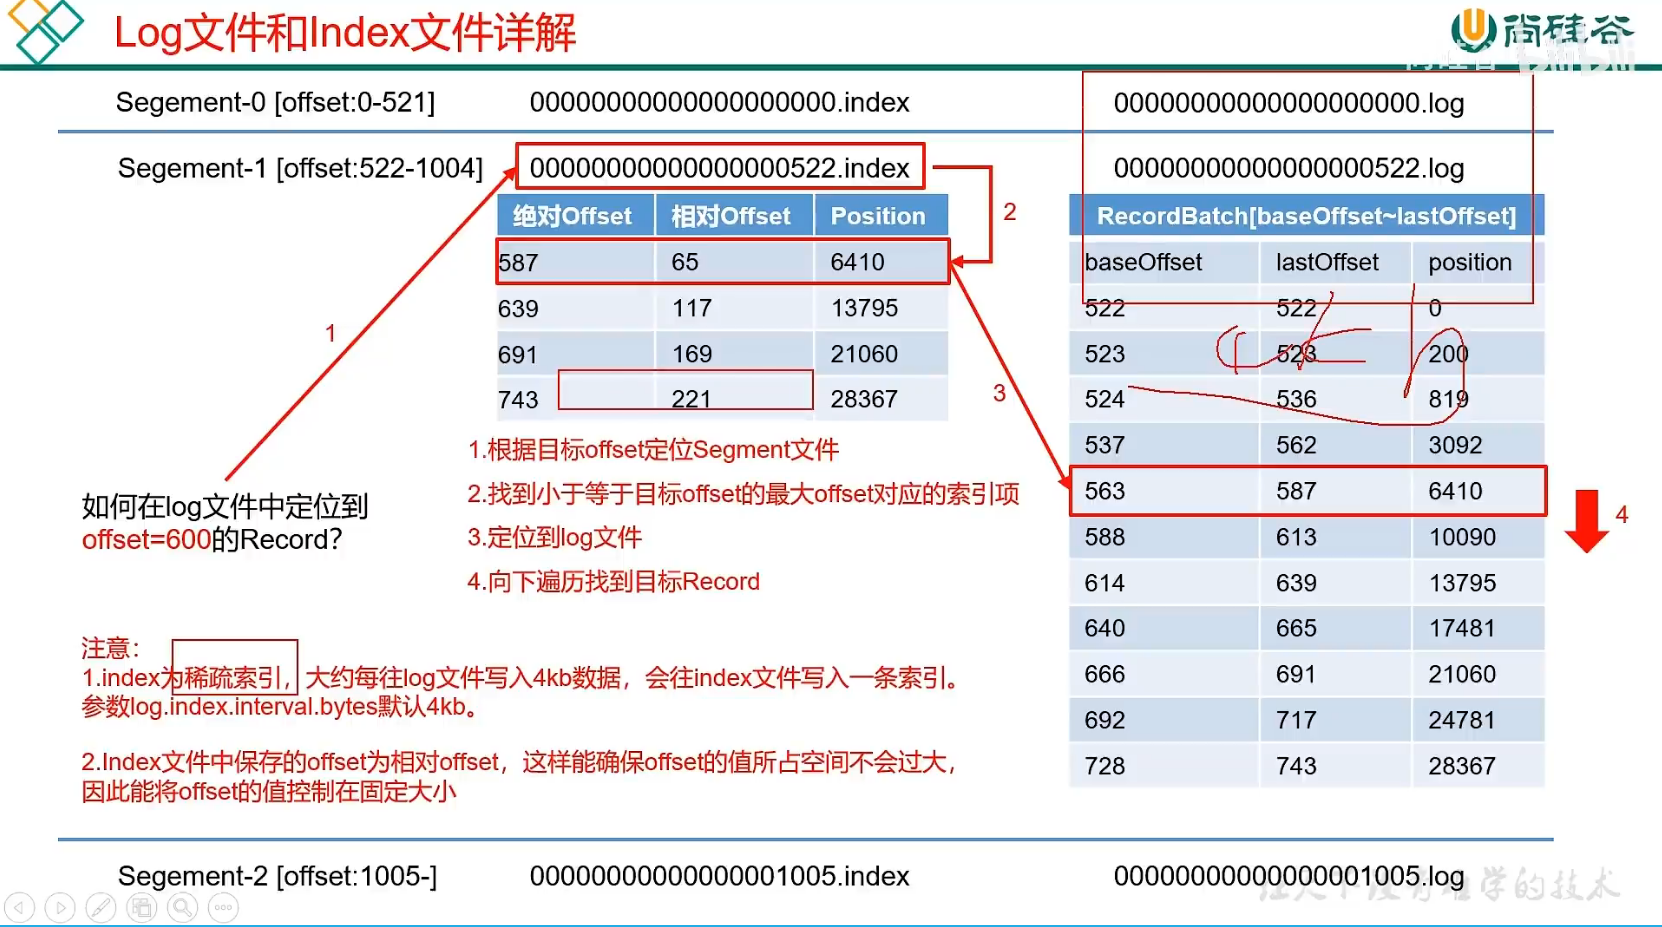 Log文件和Index文件详解
尚硅谷
Segement-0 [offset:0-521]
00000000000000000000.index
00000000000000000000.log
Segement-1 [offset:522-1004]
00000000000000000522.index
00000000000000000522.log
绝对Offset 相对Offset Position
587 65 6410
639 117 13795
691 169 21060
743 221 28367
1
2
3
RecordBatch[baseOffset~lastOffset]
baseOffset lastOffset position
522 522 0
523 523 200
524 536 819
537 562 3092
563 587 6410
588 613 10090
614 639 13795
640 665 17481
666 691 21060
692 717 24781
728 743 28367
4
如何在log文件中定位到
offset=600的Record?
1.根据目标offset定位Segment文件
2.找到小于等于目标offset的最大offset对应的索引项
3.定位到log文件
4.向下遍历找到目标Record
注意：
1.index为稀疏索引，大约每往log文件写入4kb数据，会往index文件写入一条索引。
参数log.index.interval.bytes默认4kb。
2.Index文件中保存的offset为相对offset，这样能确保offset的值所占空间不会过大，
因此能将offset的值控制在固定大小
Segement-2 [offset:1005-]
00000000000000001005.index
00000000000000001005.log